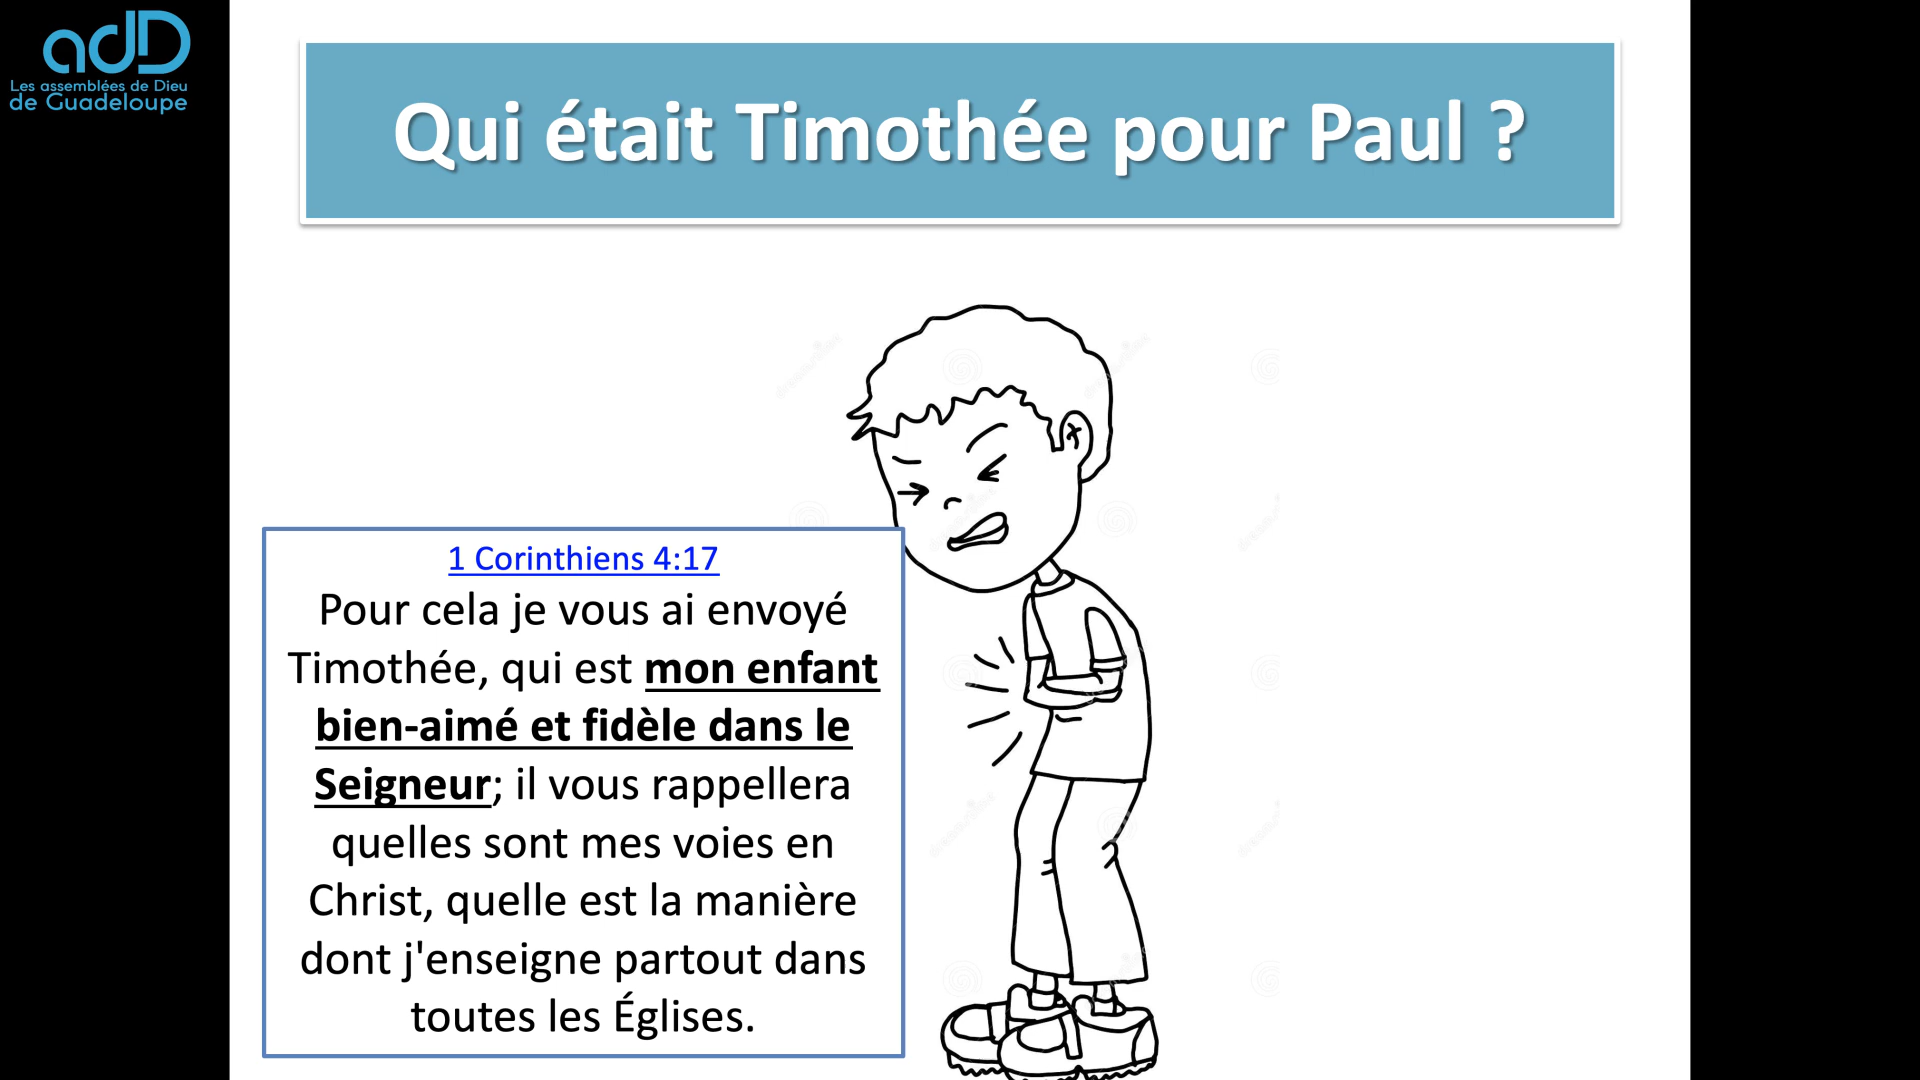 adD
Les assemblées de Dieu
de Guadeloupe
Qui était Timothée pour Paul ?
1 Corinthiens 4:17
Pour cela je vous ai envoyé
Timothée, qui est mon enfant
bien-aimé et fidèle dans le
Seigneur; il vous rappellera
quelles sont mes voies en
Christ, quelle est la manière
dont j'enseigne partout dans
toutes les Églises.